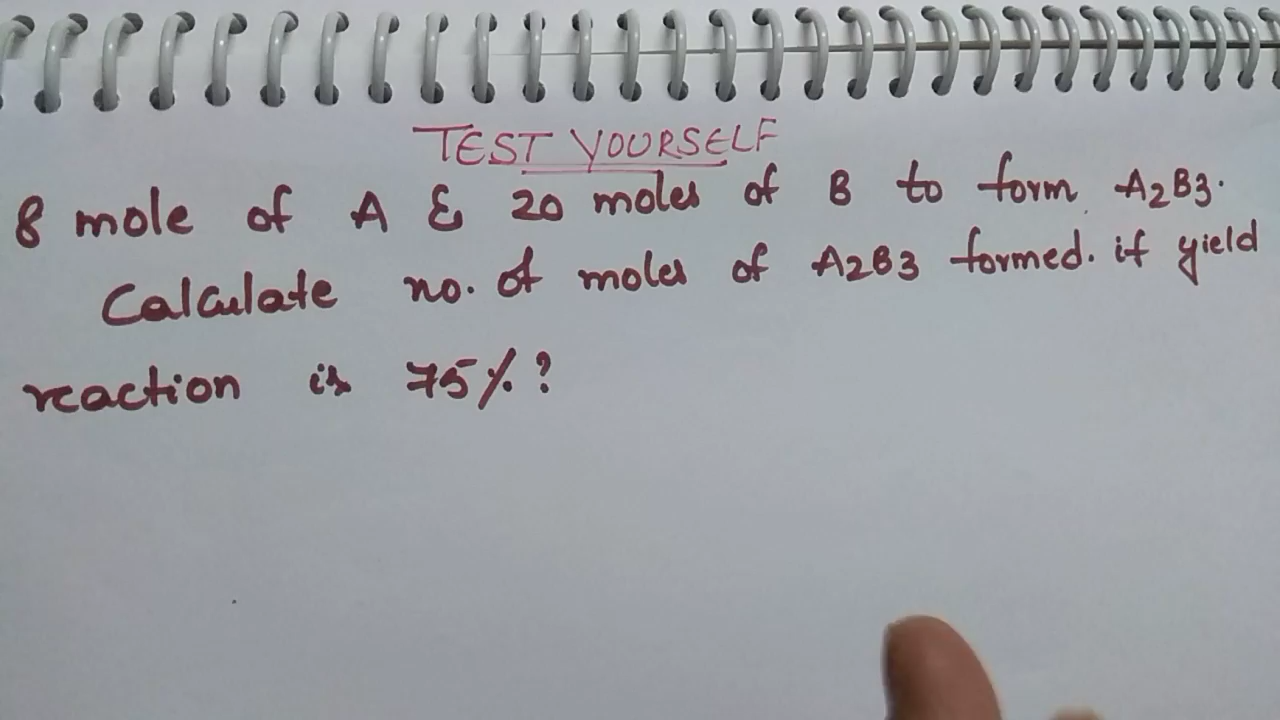 TEST YOURSELF
8 mole of A & 20 moles of B to form A2B3.
Calculate no. of moles of A2B3 formed. if yield
reaction is 75%?